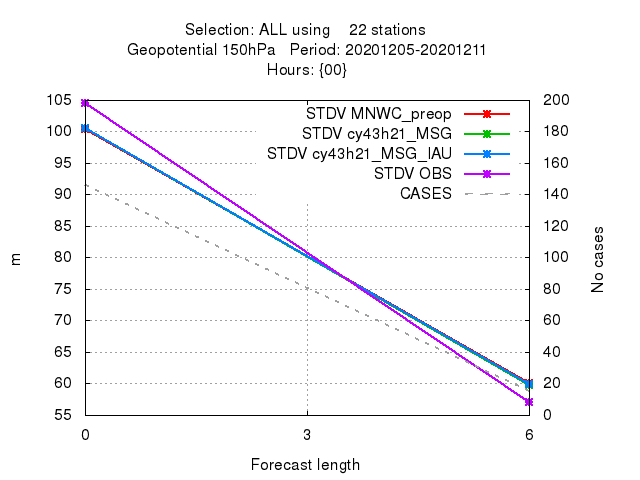 Selection: ALL using    22 stations
Geopotential 150hPa   Period: 20201205-20201211
Hours: {00}
105
100
95
90
85
80
75
70
65
60
55
200
180
160
140
120
100
80
60
40
20
0
STDV MNWC_preop
STDV cy43h21_MSG
STDV cy43h21_MSG_IAU
STDV OBS
CASES
m
No cases
0
3
6
Forecast length